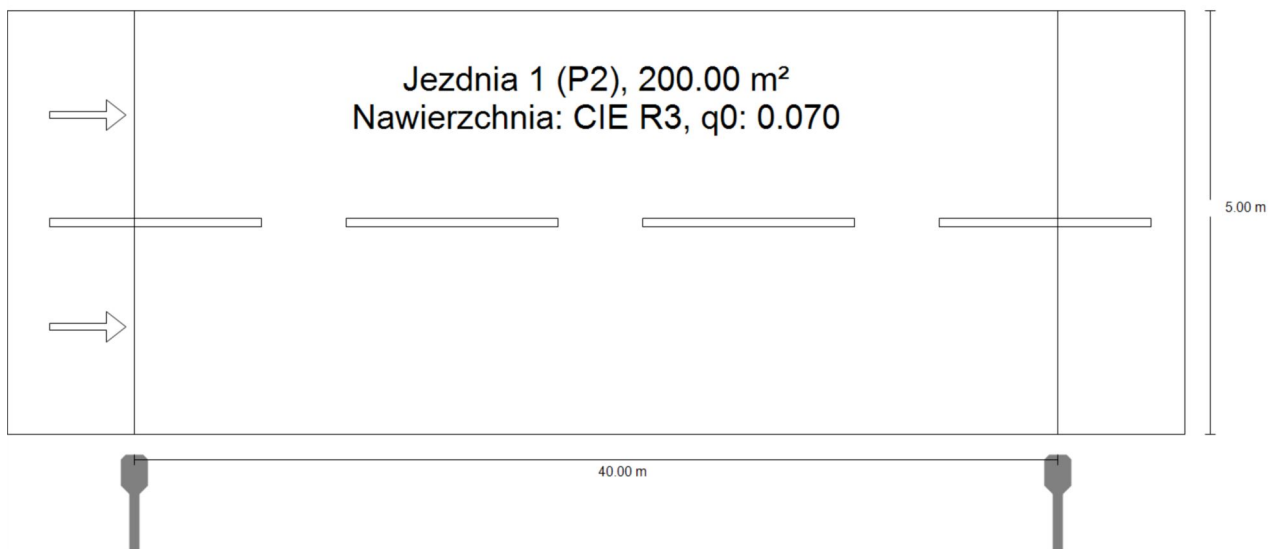 Jezdnia 1 (P2), 200.00 m²
Nawierzchnia: CIE R3, q0: 0.070
5.00 m
40.00 m